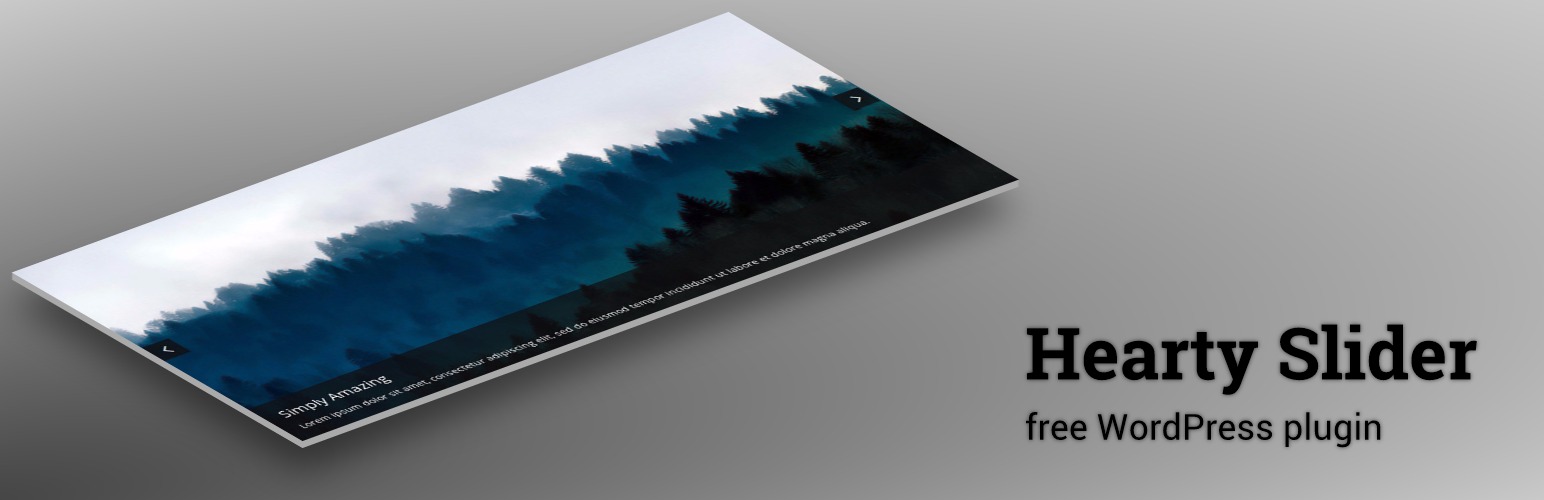 Simply Amazing
Lorem ipsum dolor sit amet, consectetur adipiscing elit, sed do eiusmod tempor incididunt ut labore et dolore magna aliqua.
Hearty Slider
free WordPress plugin